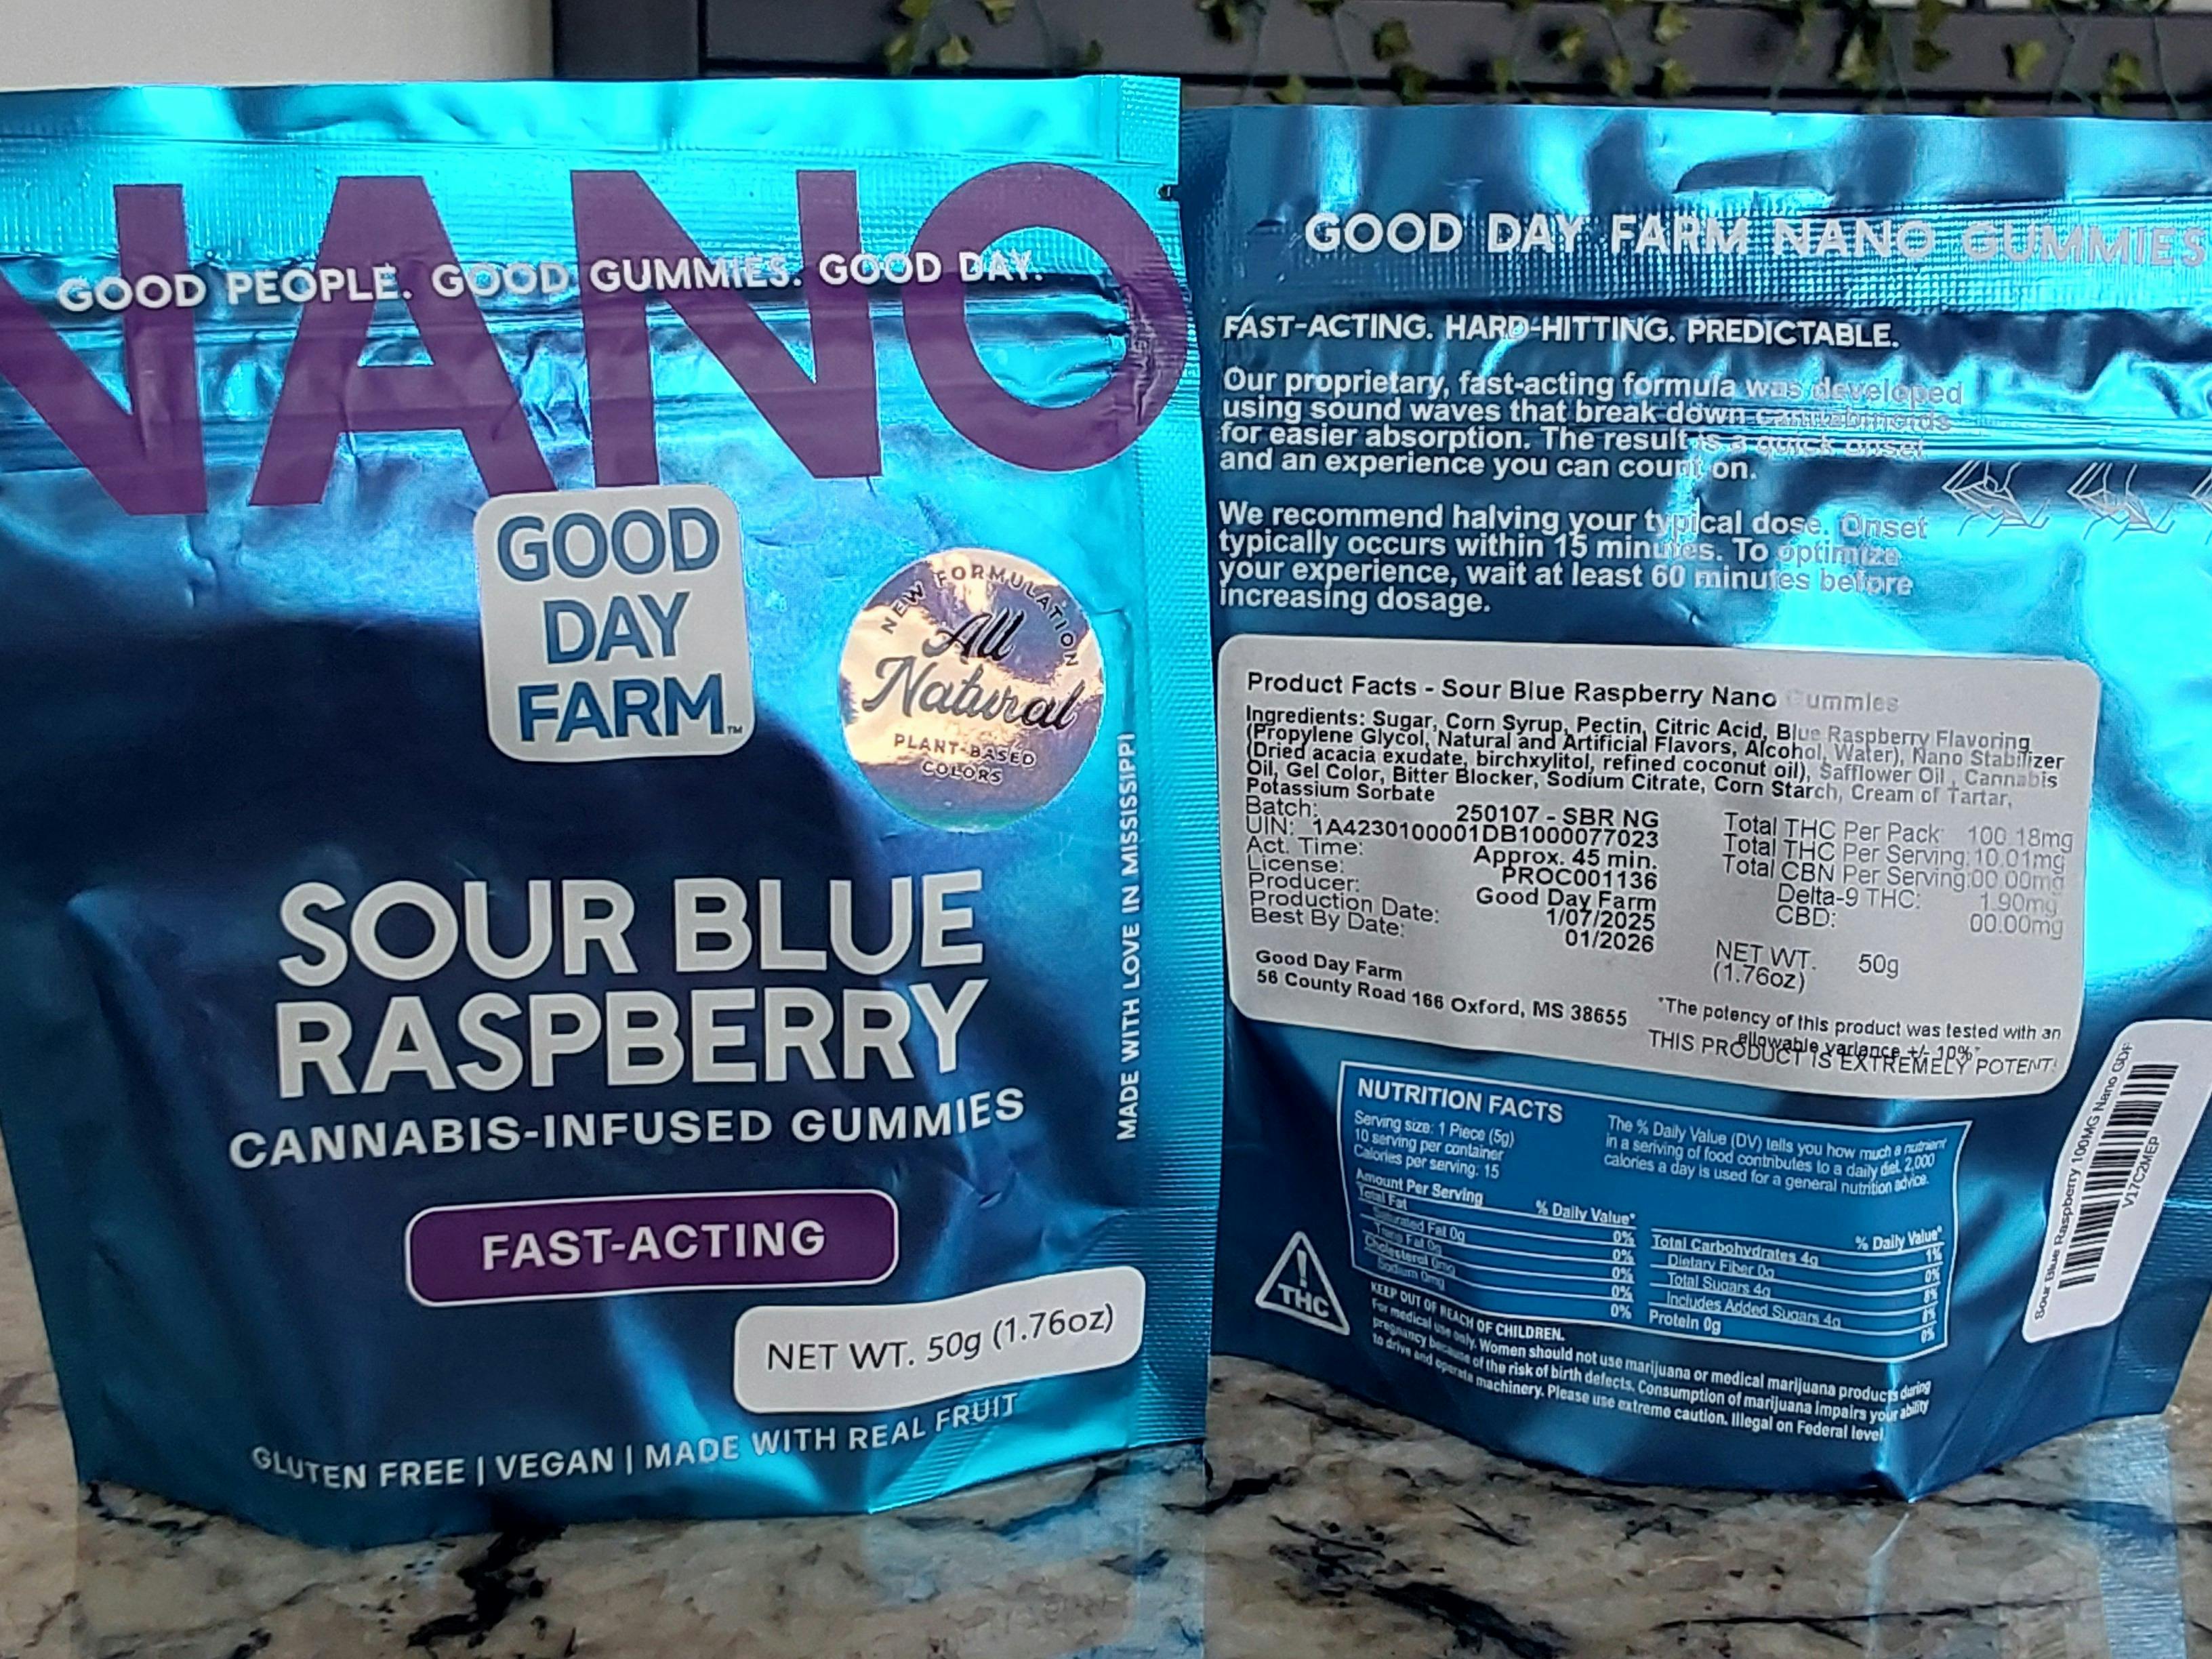 NANO
GOOD PEOPLE. GOOD GUMMIES. GOOD DAY.
GOOD
DAY
FARM™
NEW FORMULATION
All
Natural
PLANT-BASED
COLORS
MADE WITH LOVE IN MISSISSIPPI
SOUR BLUE
RASPBERRY
CANNABIS-INFUSED GUMMIES
FAST-ACTING
NET WT. 50g (1.76oz)
GLUTEN FREE | VEGAN | MADE WITH REAL FRUIT
GOOD DAY FARM NANO GUMMIES
FAST-ACTING. HARD-HITTING. PREDICTABLE.
Our proprietary, fast-acting formula was developed
using sound waves that break down cannabinoids
for easier absorption. The result is a quick onset
and an experience you can count on.
We recommend halving your typical dose. Onset
typically occurs within 15 minutes. To optimize
your experience, wait at least 60 minutes before
increasing dosage.
Product Facts - Sour Blue Raspberry Nano Gummies
Ingredients: Sugar, Corn Syrup, Pectin, Citric Acid, Blue Raspberry Flavoring
(Propylene Glycol, Natural and Artificial Flavors, Alcohol, Water), Nano Stabilizer
(Dried acacia exudate, birchxylitol, refined coconut oil), Safflower Oil , Cannabis
Oil, Gel Color, Bitter Blocker, Sodium Citrate, Corn Starch, Cream of Tartar,
Potassium Sorbate
Batch: 250107 - SBR NG
UIN: 1A4230100001DB1000077023
Act. Time: Approx. 45 min.
License: PROC001136
Producer: Good Day Farm
Production Date: 1/07/2025
Best By Date: 01/2026
Total THC Per Pack 100.18mg
Total THC Per Serving: 10.01mg
Total CBN Per Serving:00.00mg
Delta-9 THC: 1.90mg
CBD: 00.00mg
NET WT. 50g
(1.76oz)
Good Day Farm
56 County Road 166 Oxford, MS 38655
"The potency of this product was tested with an
allowable variance +/- 10%"
THIS PRODUCT IS EXTREMELY POTENT!
NUTRITION FACTS
Serving size: 1 Piece (5g)
10 serving per container
Calories per serving: 15
The % Daily Value (DV) tells you how much a nutrient
in a seriving of food contributes to a daily diet. 2,000
calories a day is used for a general nutrition advice.
Amount Per Serving % Daily Value*
Total Fat 0%
Saturated Fat 0g 0%
Trans Fat 0g 0%
Cholesterol 0mg 0%
Sodium 0mg 0%
% Daily Value*
Total Carbohydrates 4g 1%
Dietary Fiber 0g 0%
Total Sugars 4g 8%
Includes Added Sugars 4g 8%
Protein 0g 0%
!
THC
KEEP OUT OF REACH OF CHILDREN.
For medical use only. Women should not use marijuana or medical marijuana products during
pregnancy because of the risk of birth defects. Consumption of marijuana impairs your ability
to drive and operate machinery. Please use extreme caution. Illegal on Federal level
Sour Blue Raspberry 100MG Nano GDF
V17C2MEP